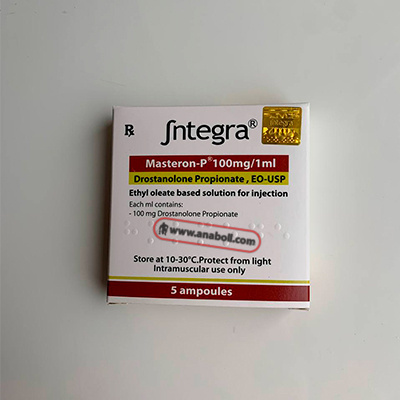 ℞
Jntegra®
Integra
Masteron-P® 100mg/1ml
Drostanolone Propionate , EO-USP
Ethyl oleate based solution for injection
Each ml contains:
- 100 mg Drostanolone Propionate
www.anaboll.com
Store at 10-30°C.Protect from light
Intramuscular use only
5 ampoules